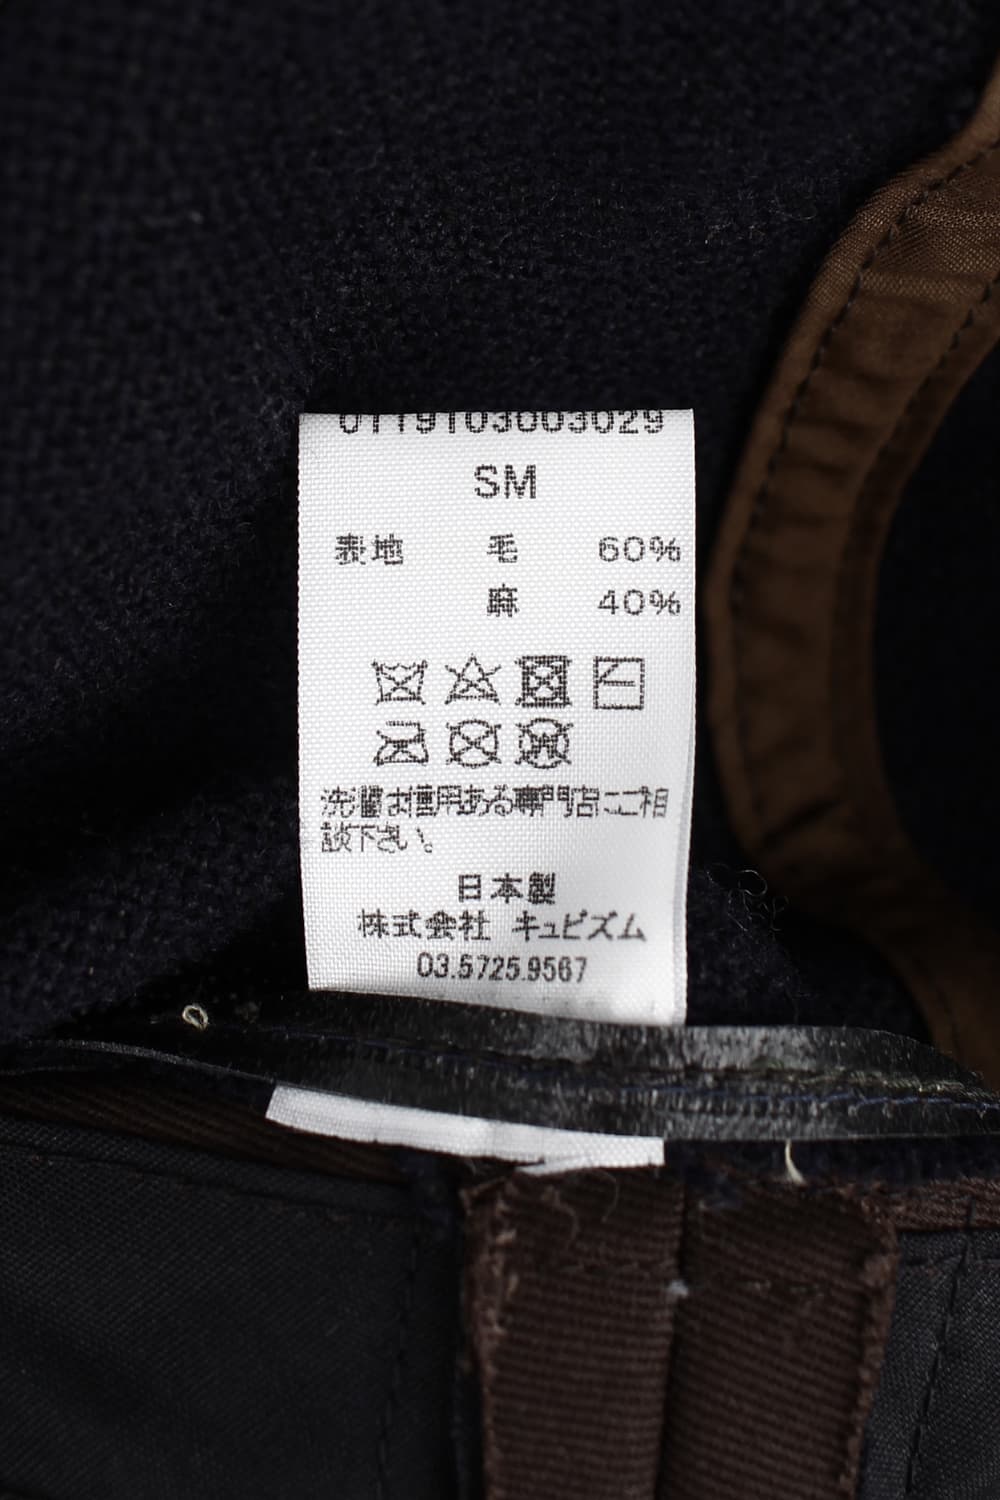 0119103003029
SM
表地 毛 60%
麻 40%
洗濯は信用ある専門店にご相
談下さい。
日本製
株式会社 キュビズム
03.5725.9567